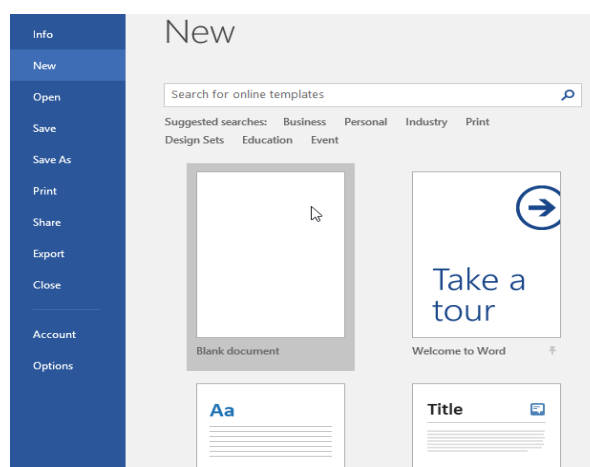 Info
New
Open
Save
Save As
Print
Share
Export
Close
Account
Options
New
Search for online templates
Suggested searches: Business Personal Industry Print
Design Sets Education Event
Take a
tour
Blank document
Welcome to Word
Aa
Title